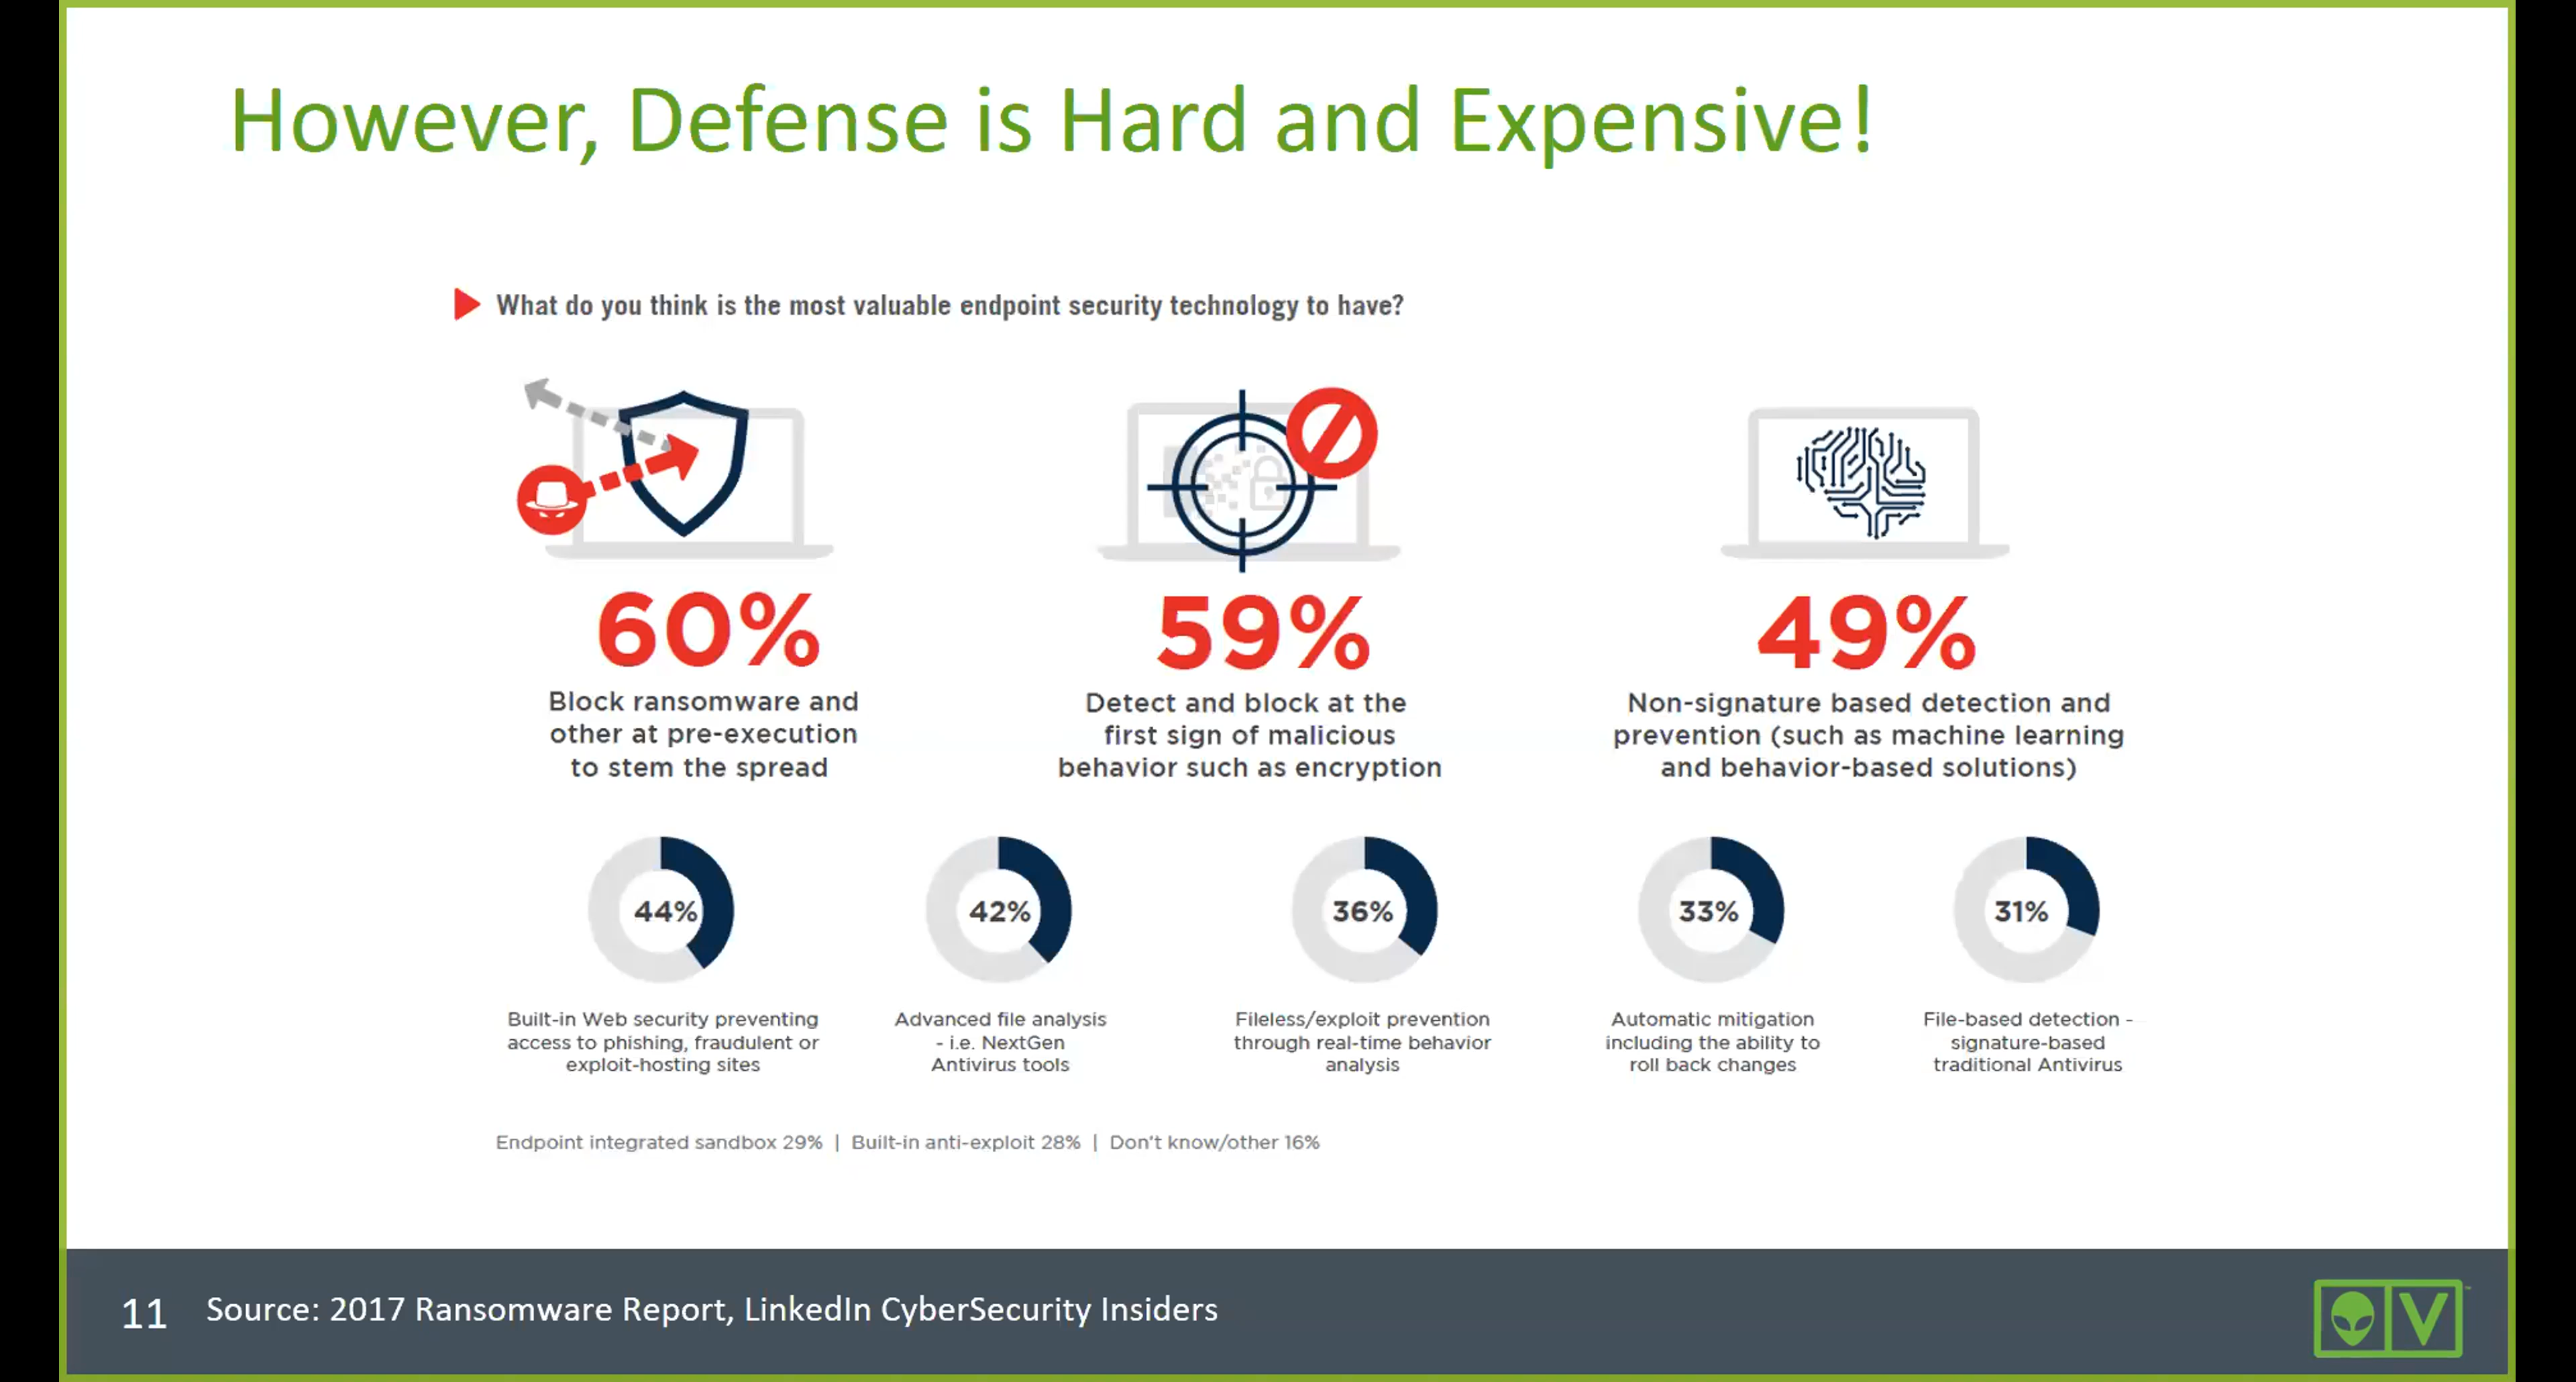 However, Defense is Hard and Expensive!
What do you think is the most valuable endpoint security technology to have?
60%
Block ransomware and
other at pre-execution
to stem the spread
59%
Detect and block at the
first sign of malicious
behavior such as encryption
49%
Non-signature based detection and
prevention (such as machine learning
and behavior-based solutions)
44%
Built-in Web security preventing
access to phishing, fraudulent or
exploit-hosting sites
42%
Advanced file analysis
- i.e. NextGen
Antivirus tools
36%
Fileless/exploit prevention
through real-time behavior
analysis
33%
Automatic mitigation
including the ability to
roll back changes
31%
File-based detection -
signature-based
traditional Antivirus
Endpoint integrated sandbox 29% | Built-in anti-exploit 28% | Don't know/other 16%
11 Source: 2017 Ransomware Report, LinkedIn CyberSecurity Insiders
V